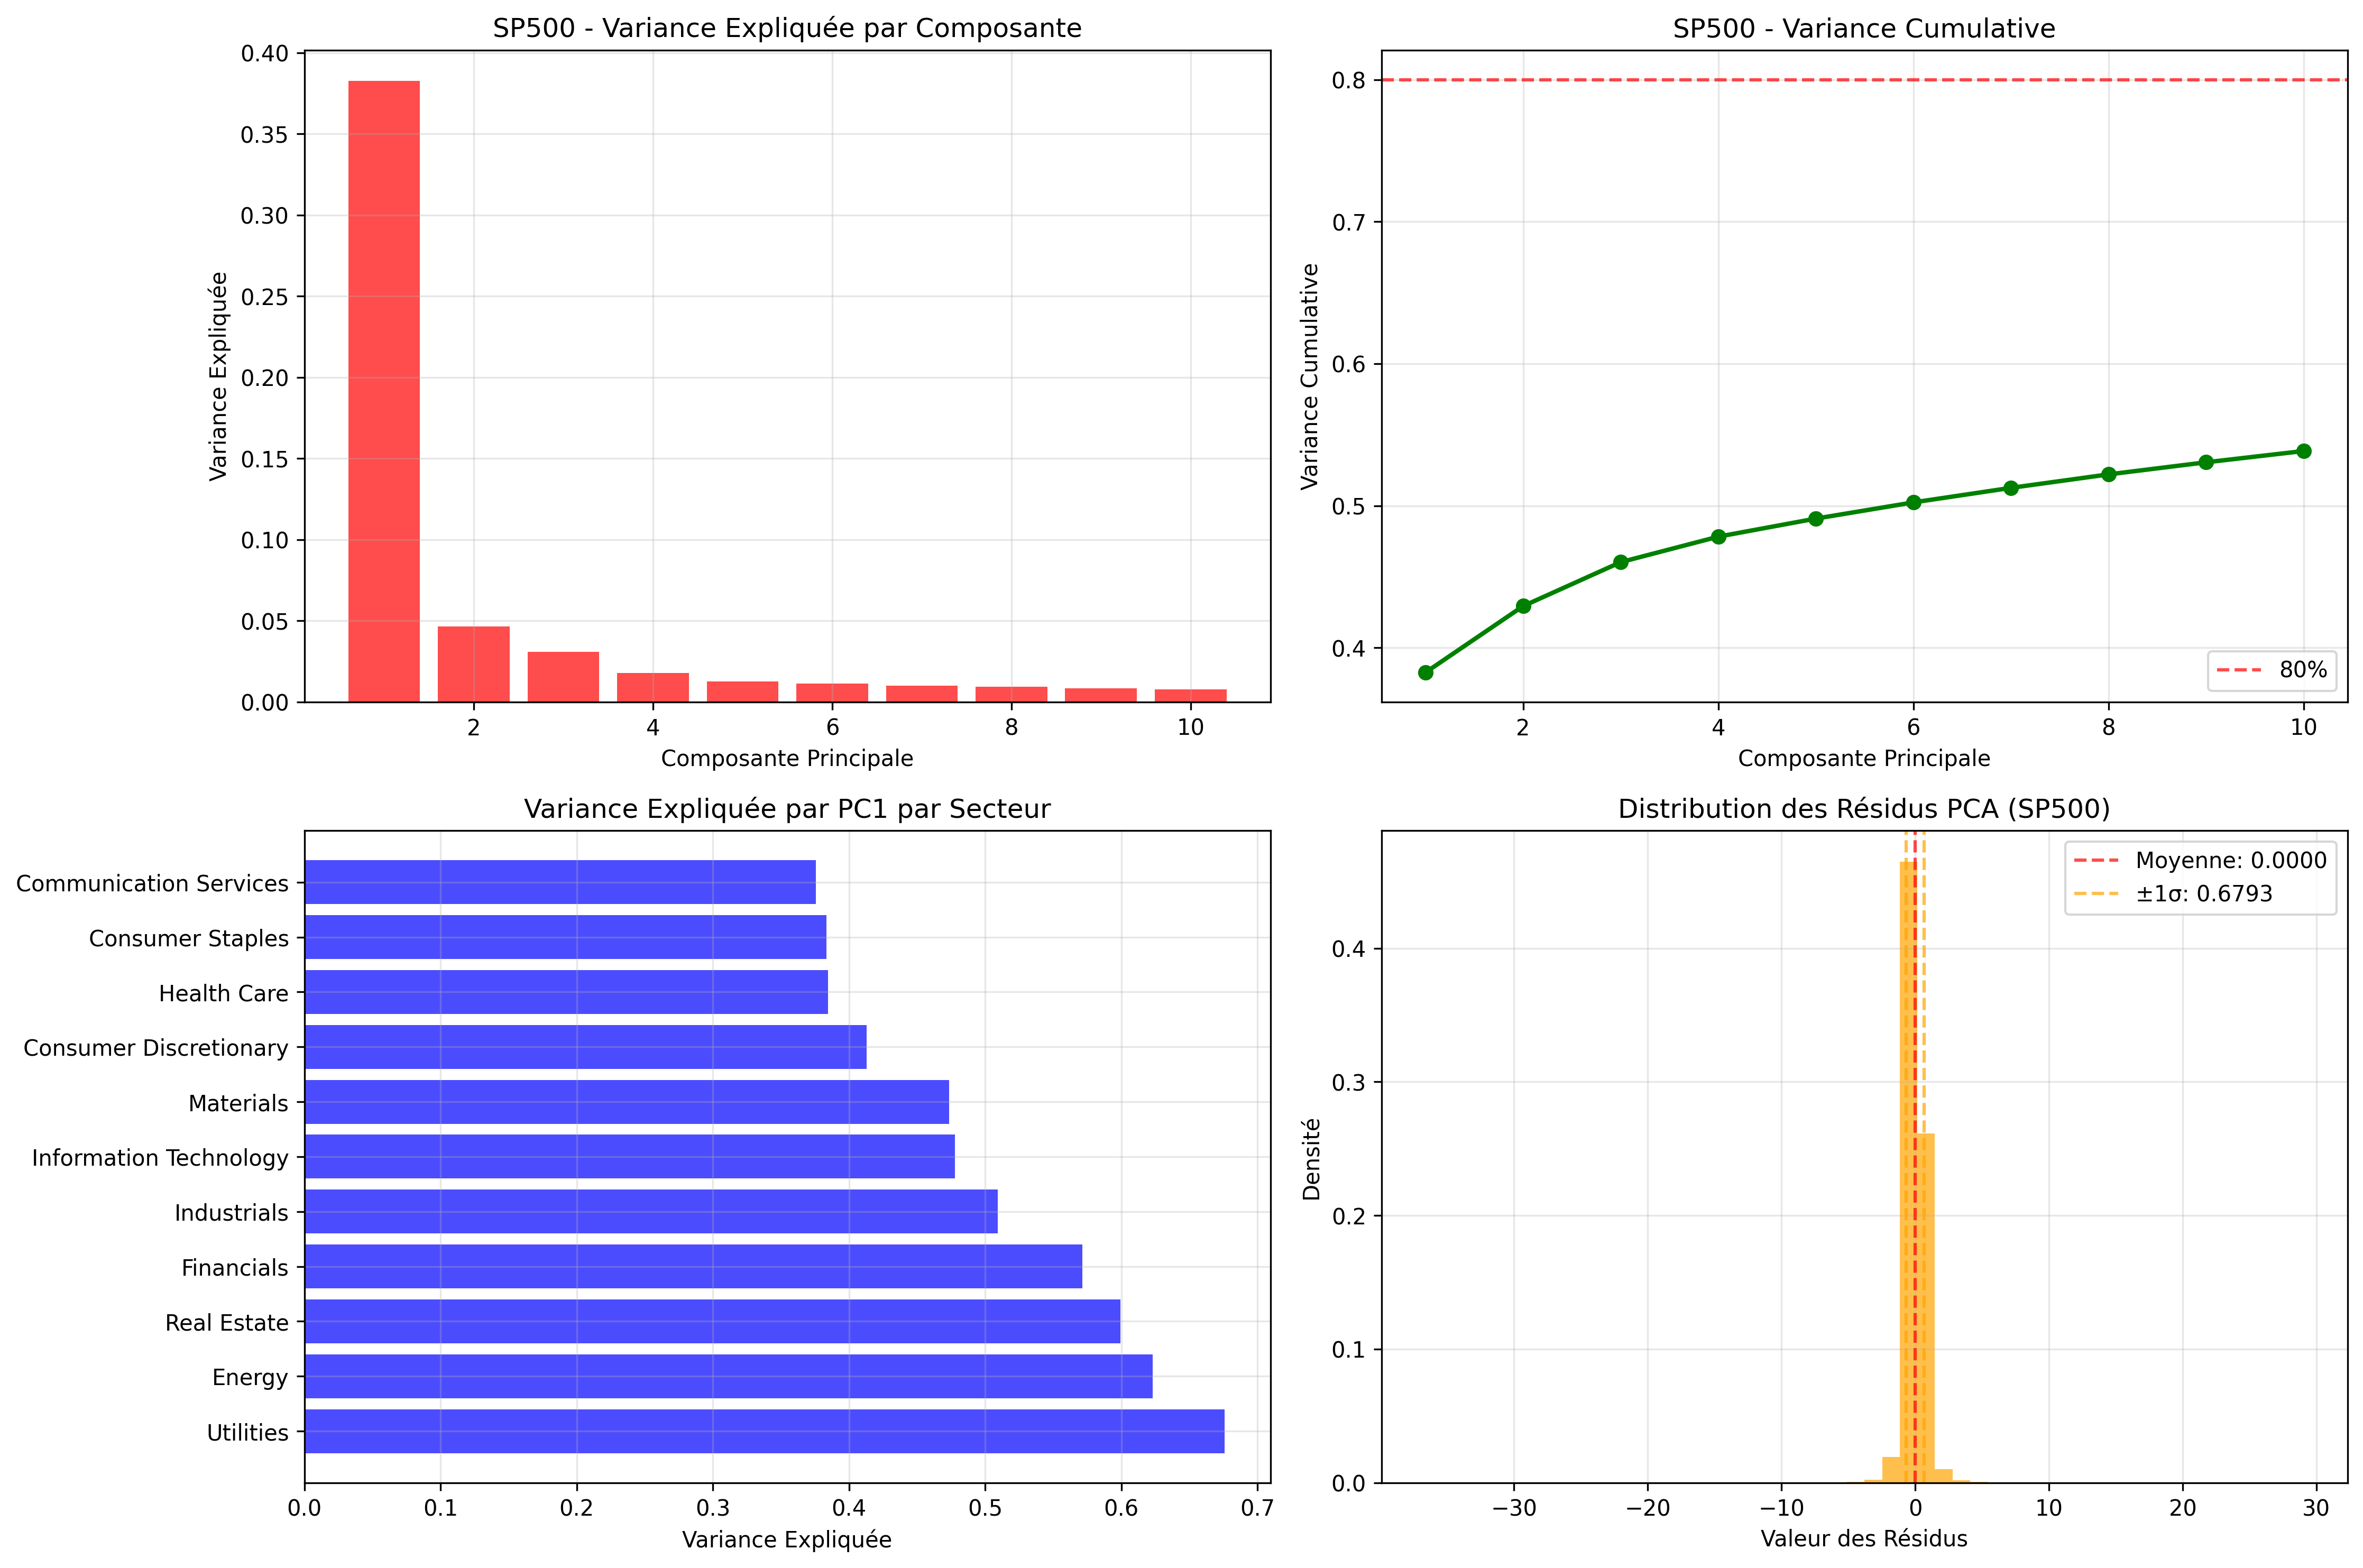 SP500 - Variance Expliquée par Composante
0.40
0.35
0.30
0.25
0.20
0.15
0.10
0.05
0.00
Variance Expliquée
2 4 6 8 10
Composante Principale
SP500 - Variance Cumulative
0.8
0.7
0.6
0.5
0.4
Variance Cumulative
80%
2 4 6 8 10
Composante Principale
Variance Expliquée par PC1 par Secteur
Communication Services
Consumer Staples
Health Care
Consumer Discretionary
Materials
Information Technology
Industrials
Financials
Real Estate
Energy
Utilities
0.0 0.1 0.2 0.3 0.4 0.5 0.6 0.7
Variance Expliquée
Distribution des Résidus PCA (SP500)
Moyenne: 0.0000
±1σ: 0.6793
0.4
0.3
0.2
0.1
0.0
Densité
−30 −20 −10 0 10 20 30
Valeur des Résidus